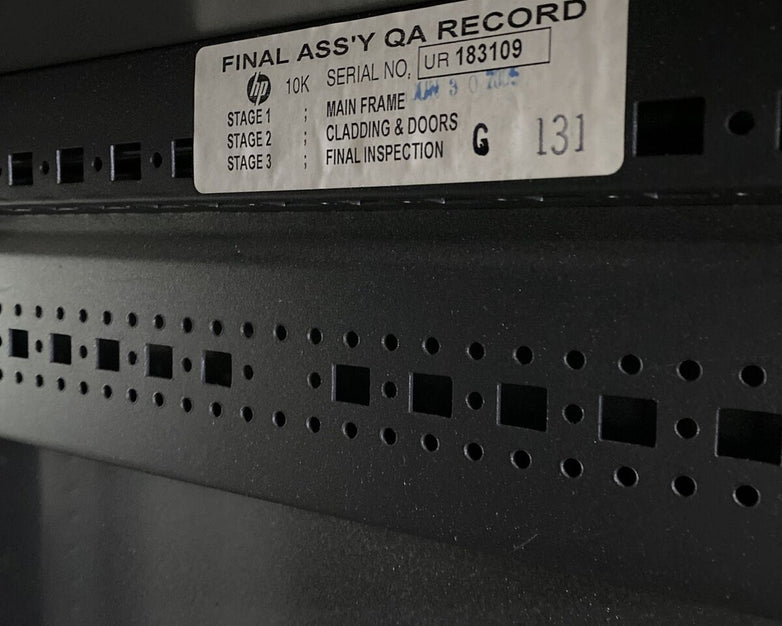 FINAL ASS'Y QA RECORD
hp 10K SERIAL NO, UR 183109
STAGE 1 : MAIN FRAME
STAGE 2 : CLADDING & DOORS
STAGE 3 : FINAL INSPECTION G 131